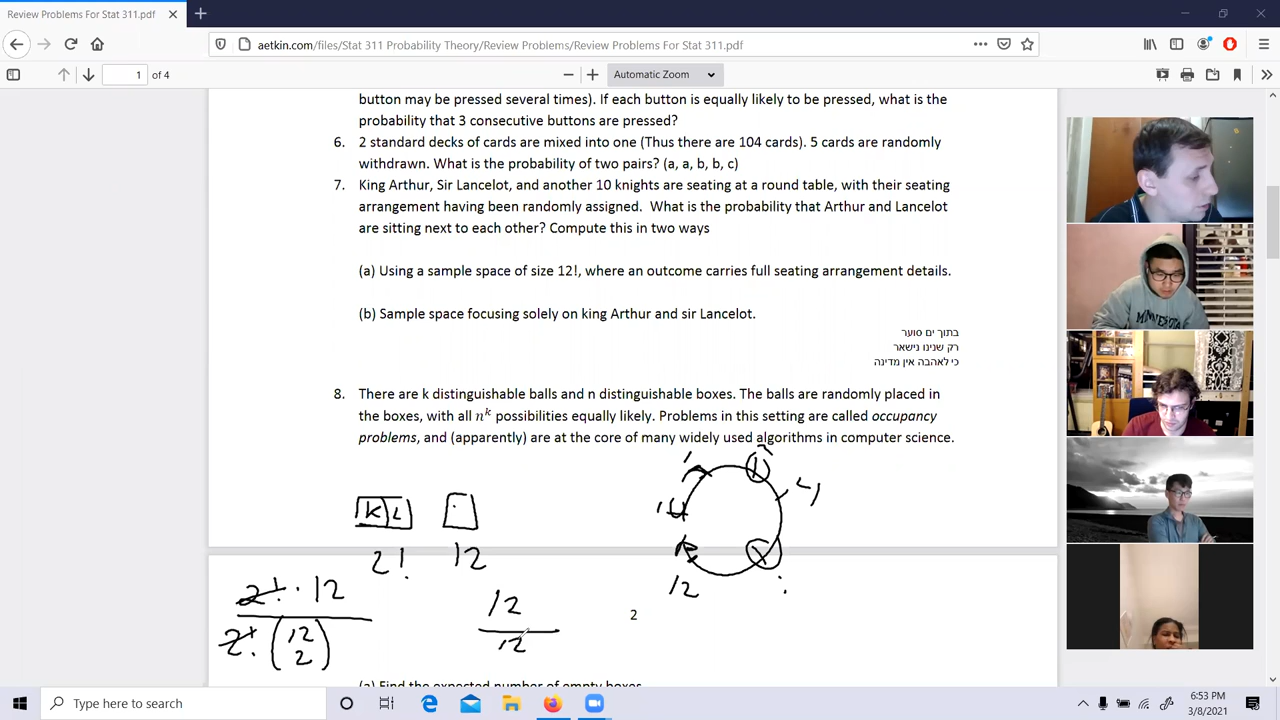 Review Problems For Stat 311.pdf
aetkin.com/files/Stat 311 Probability Theory/Review Problems/Review Problems For Stat 311.pdf
1 of 4
Automatic Zoom
button may be pressed several times). If each button is equally likely to be pressed, what is the
probability that 3 consecutive buttons are pressed?
6. 2 standard decks of cards are mixed into one (Thus there are 104 cards). 5 cards are randomly
withdrawn. What is the probability of two pairs? (a, a, b, b, c)
7. King Arthur, Sir Lancelot, and another 10 knights are seating at a round table, with their seating
arrangement having been randomly assigned. What is the probability that Arthur and Lancelot
are sitting next to each other? Compute this in two ways
(a) Using a sample space of size 12!, where an outcome carries full seating arrangement details.
(b) Sample space focusing solely on king Arthur and sir Lancelot.
בתוך ים סוער
רק שנינו נישאר
כי לאהבה אין מדינה
8. There are k distinguishable balls and n distinguishable boxes. The balls are randomly placed in
the boxes, with all n^k possibilities equally likely. Problems in this setting are called occupancy
problems, and (apparently) are at the core of many widely used algorithms in computer science.
K L
2! 12
2! · 12
2! (12 2)
12
12
12
2
(a) Find the expected number of empty boxes
MINNESOTA
Type here to search
6:53 PM
3/8/2021